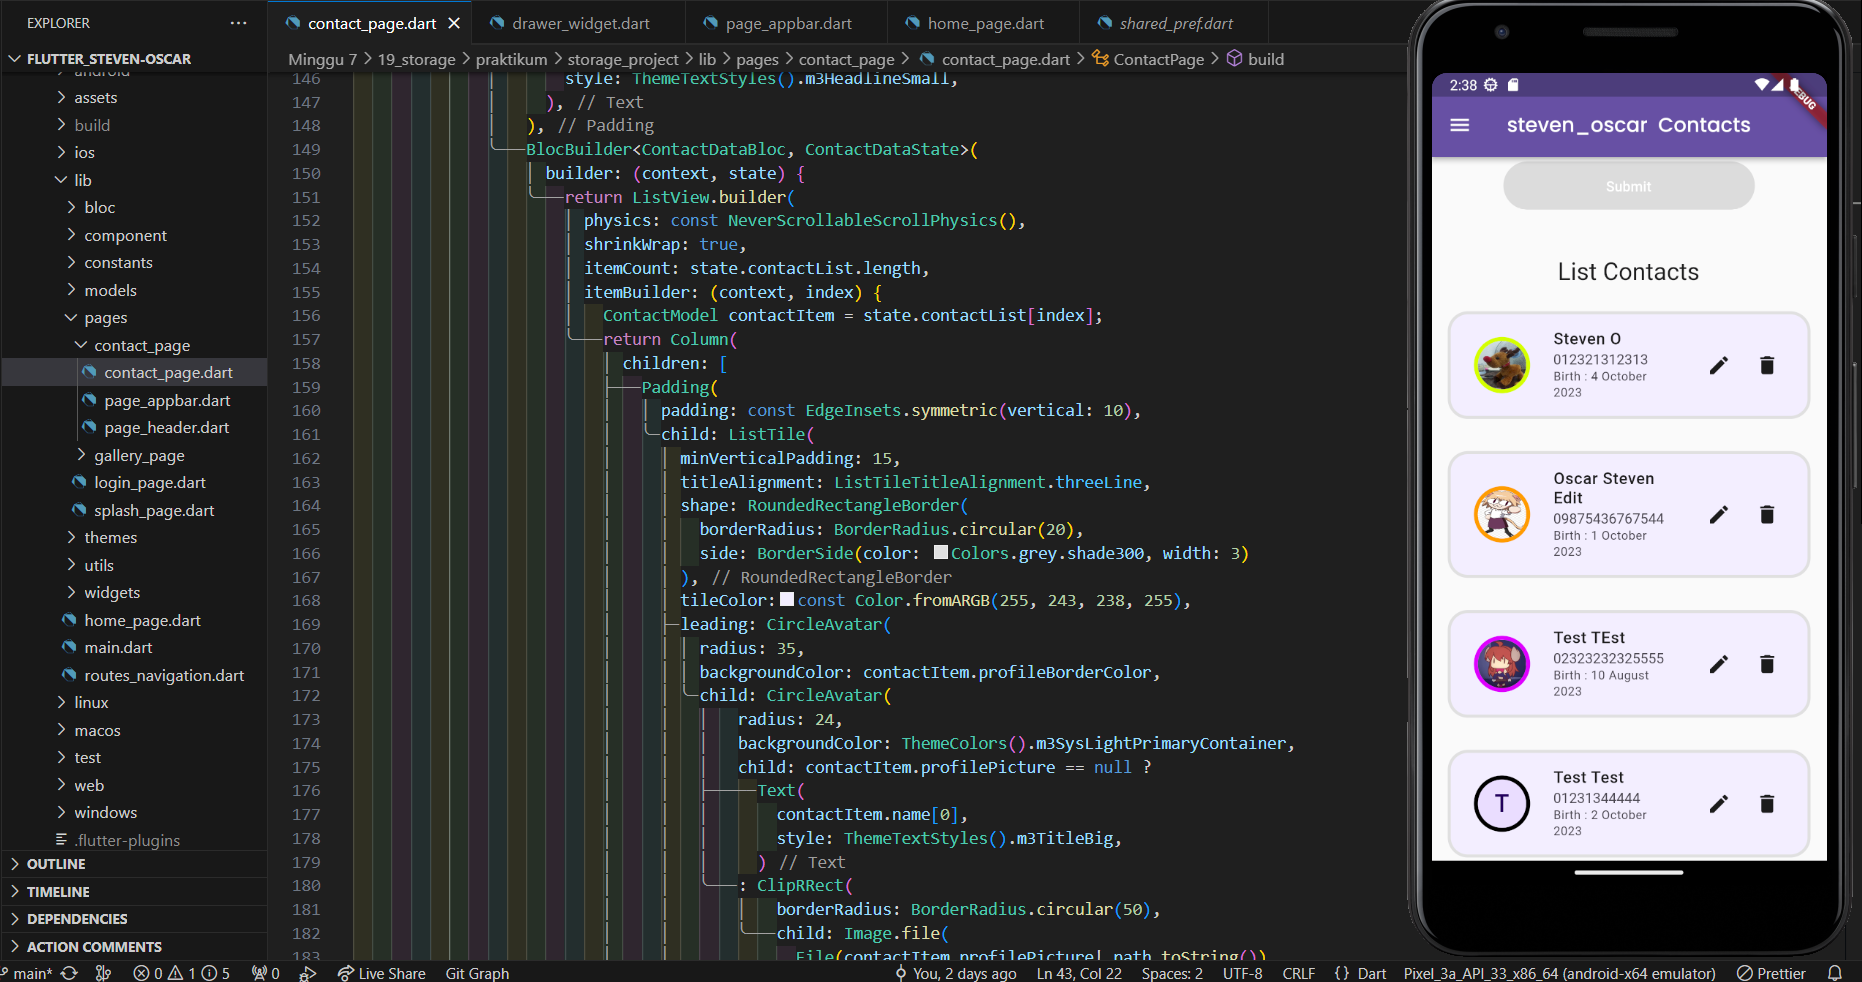 EXPLORER
FLUTTER_STEVEN-OSCAR
android
assets
build
ios
lib
bloc
component
constants
models
pages
contact_page
contact_page.dart
page_appbar.dart
page_header.dart
gallery_page
login_page.dart
splash_page.dart
themes
utils
widgets
home_page.dart
main.dart
routes_navigation.dart
linux
macos
test
web
windows
.flutter-plugins
OUTLINE
TIMELINE
DEPENDENCIES
ACTION COMMENTS
contact_page.dart drawer_widget.dart page_appbar.dart home_page.dart shared_pref.dart
Minggu 7 > 19_storage > praktikum > storage_project > lib > pages > contact_page > contact_page.dart > ContactPage > build
146 style: ThemeTextStyles().m3HeadlineSmall,
147 ), // Text
148 ), // Padding
149 BlocBuilder<ContactDataBloc, ContactDataState>(
150 builder: (context, state) {
151 return ListView.builder(
152 physics: const NeverScrollableScrollPhysics(),
153 shrinkWrap: true,
154 itemCount: state.contactList.length,
155 itemBuilder: (context, index) {
156 ContactModel contactItem = state.contactList[index];
157 return Column(
158 children: [
159 Padding(
160 padding: const EdgeInsets.symmetric(vertical: 10),
161 child: ListTile(
162 minVerticalPadding: 15,
163 titleAlignment: ListTileTitleAlignment.threeLine,
164 shape: RoundedRectangleBorder(
165 borderRadius: BorderRadius.circular(20),
166 side: BorderSide(color: Colors.grey.shade300, width: 3)
167 ), // RoundedRectangleBorder
168 tileColor: const Color.fromARGB(255, 243, 238, 255),
169 leading: CircleAvatar(
170 radius: 35,
171 backgroundColor: contactItem.profileBorderColor,
172 child: CircleAvatar(
173 radius: 24,
174 backgroundColor: ThemeColors().m3SysLightPrimaryContainer,
175 child: contactItem.profilePicture == null ?
176 Text(
177 contactItem.name[0],
178 style: ThemeTextStyles().m3TitleBig,
179 ) // Text
180 : ClipRRect(
181 borderRadius: BorderRadius.circular(50),
182 child: Image.file(
183 File(contactItem.profilePicture!.path.toString())
2:38
DEBUG
steven_oscar Contacts
Submit
List Contacts
Steven O
012321312313
Birth : 4 October
2023
Oscar Steven
Edit
09875436767544
Birth : 1 October
2023
Test TEst
02323232325555
Birth : 10 August
2023
T
Test Test
01231344444
Birth : 2 October
2023
main* 0 1 5 0 Live Share Git Graph You, 2 days ago Ln 43, Col 22 Spaces: 2 UTF-8 CRLF {} Dart Pixel_3a_API_33_x86_64 (android-x64 emulator) Prettier